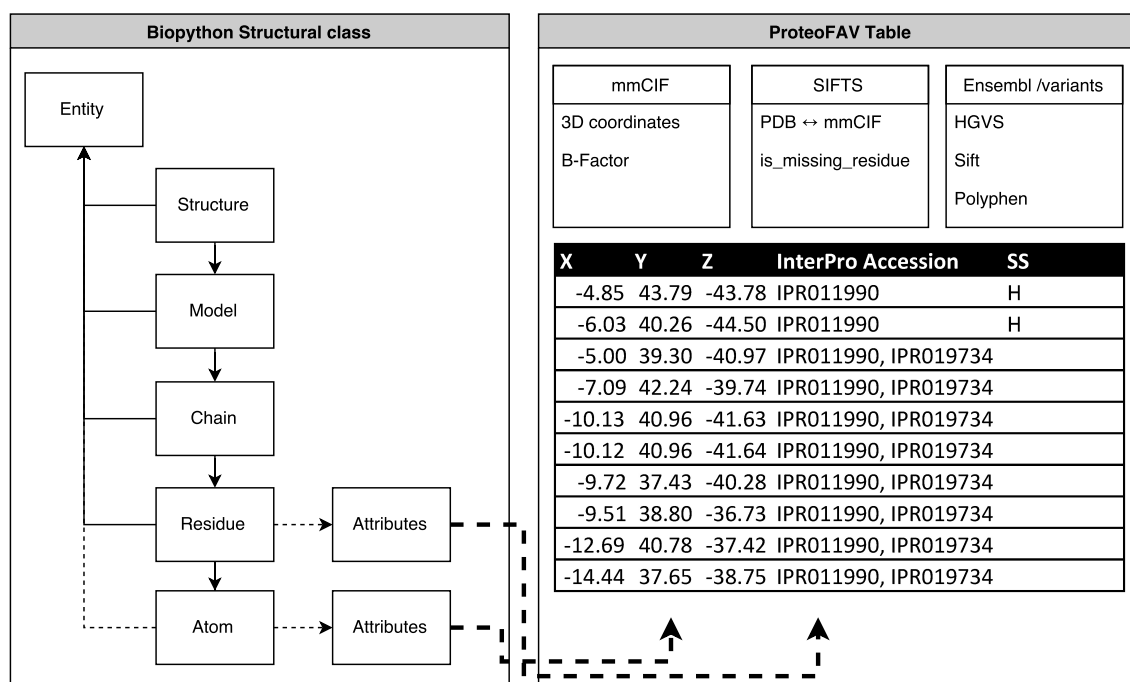 Biopython Structural class
Entity
Structure
Model
Chain
Residue
Attributes
Atom
Attributes
ProteoFAV Table
mmCIF
3D coordinates
B-Factor
SIFTS
PDB ↔ mmCIF
is_missing_residue
Ensembl /variants
HGVS
Sift
Polyphen
X Y Z InterPro Accession SS
-4.85 43.79 -43.78 IPR011990 H
-6.03 40.26 -44.50 IPR011990 H
-5.00 39.30 -40.97 IPR011990, IPR019734
-7.09 42.24 -39.74 IPR011990, IPR019734
-10.13 40.96 -41.63 IPR011990, IPR019734
-10.12 40.96 -41.64 IPR011990, IPR019734
-9.72 37.43 -40.28 IPR011990, IPR019734
-9.51 38.80 -36.73 IPR011990, IPR019734
-12.69 40.78 -37.42 IPR011990, IPR019734
-14.44 37.65 -38.75 IPR011990, IPR019734